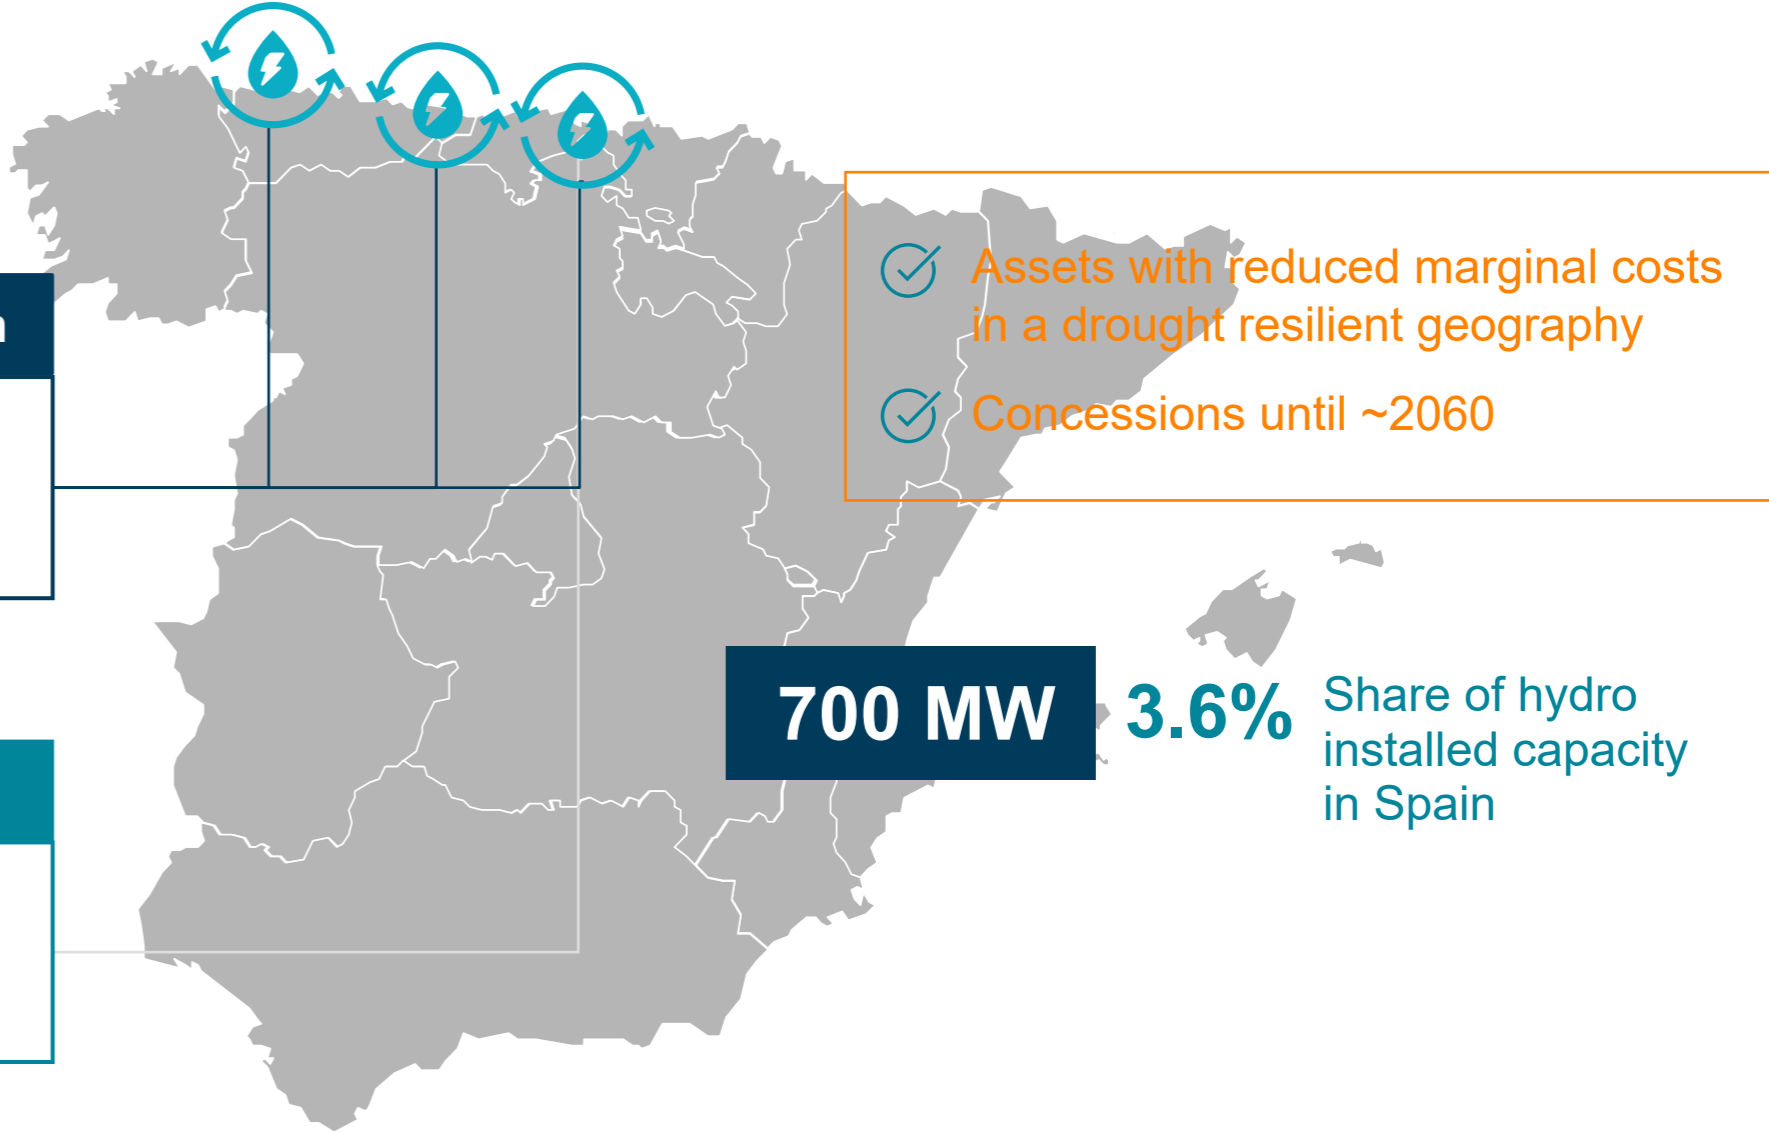 Assets with reduced marginal costs
in a drought resilient geography
Concessions until ~2060
700 MW
3.6%
Share of hydro
installed capacity
in Spain